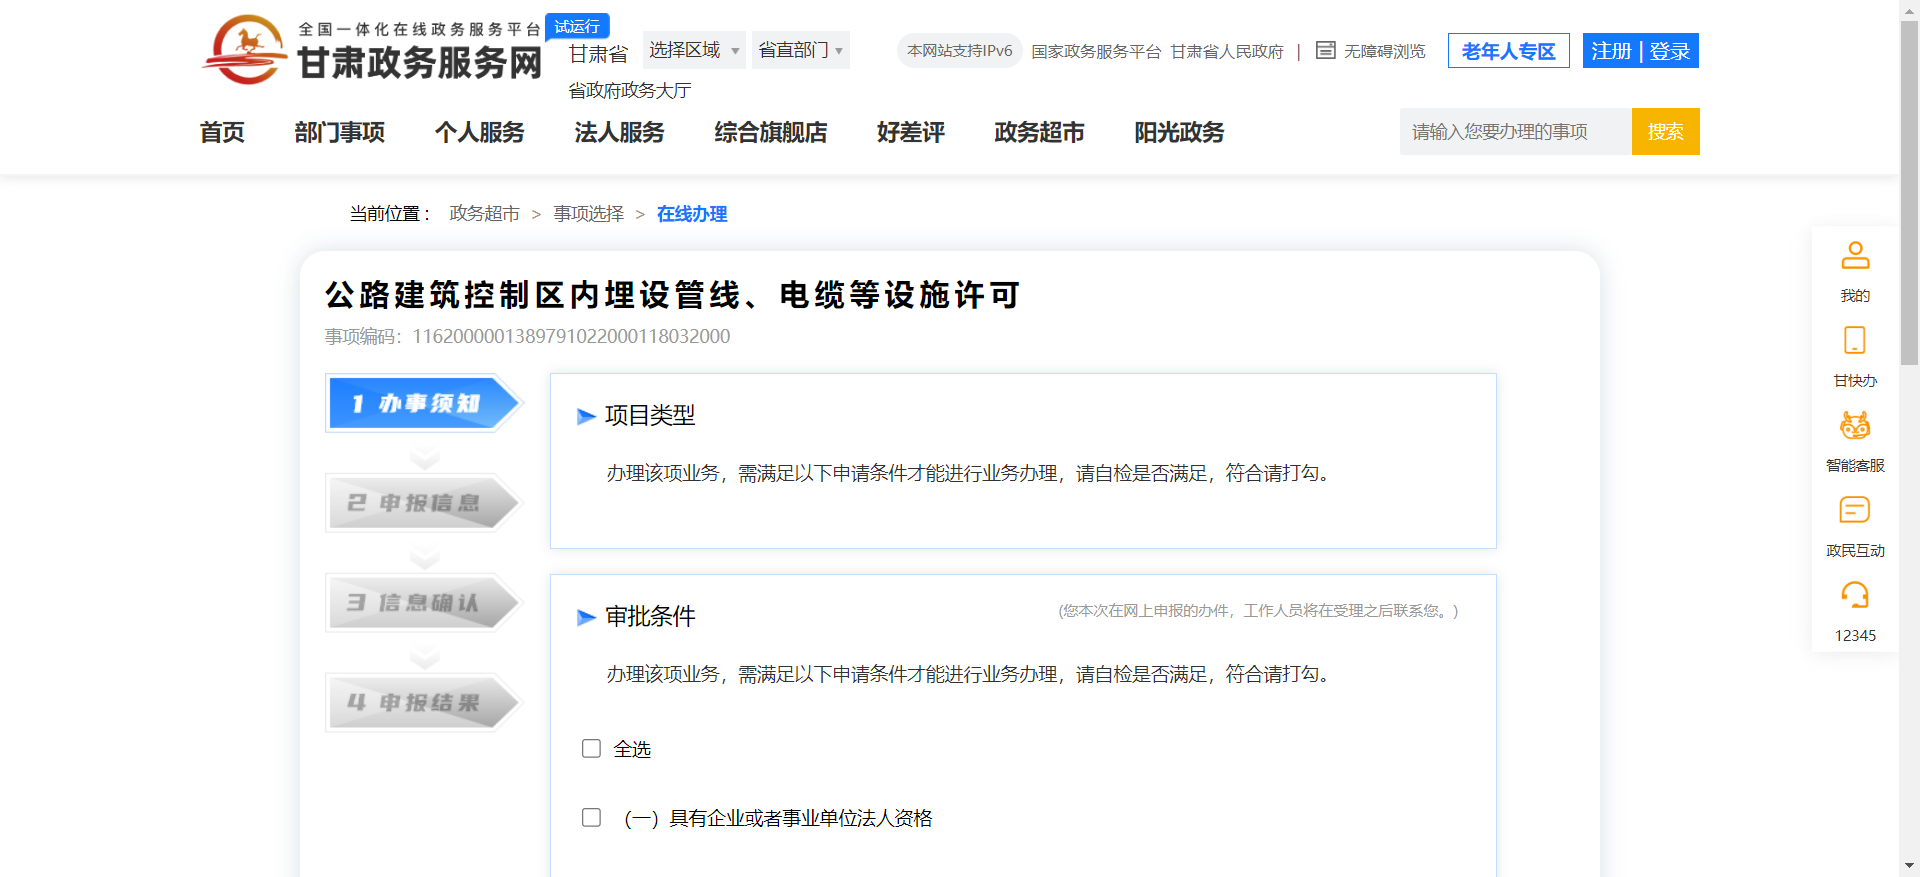 全国一体化在线政务服务平台
甘肃政务服务网
试运行
甘肃省
选择区域
省直部门
省政府政务大厅
本网站支持IPv6
国家政务服务平台
甘肃省人民政府
|
无障碍浏览
老年人专区
注册 | 登录
首页
部门事项
个人服务
法人服务
综合旗舰店
好差评
政务超市
阳光政务
请输入您要办理的事项
搜索
当前位置： 政务超市 > 事项选择 > 在线办理
公路建筑控制区内埋设管线、电缆等设施许可
事项编码：11620000013897910220001180320​00
1 办事须知
2 申报信息
3 信息确认
4 申报结果
项目类型
办理该项业务，需满足以下申请条件才能进行业务办理，请自检是否满足，符合请打勾。
审批条件
(您本次在网上申报的办件，工作人员将在受理之后联系您。)
办理该项业务，需满足以下申请条件才能进行业务办理，请自检是否满足，符合请打勾。
全选
（一）具有企业或者事业单位法人资格
我的
甘快办
智能客服
政民互动
12345